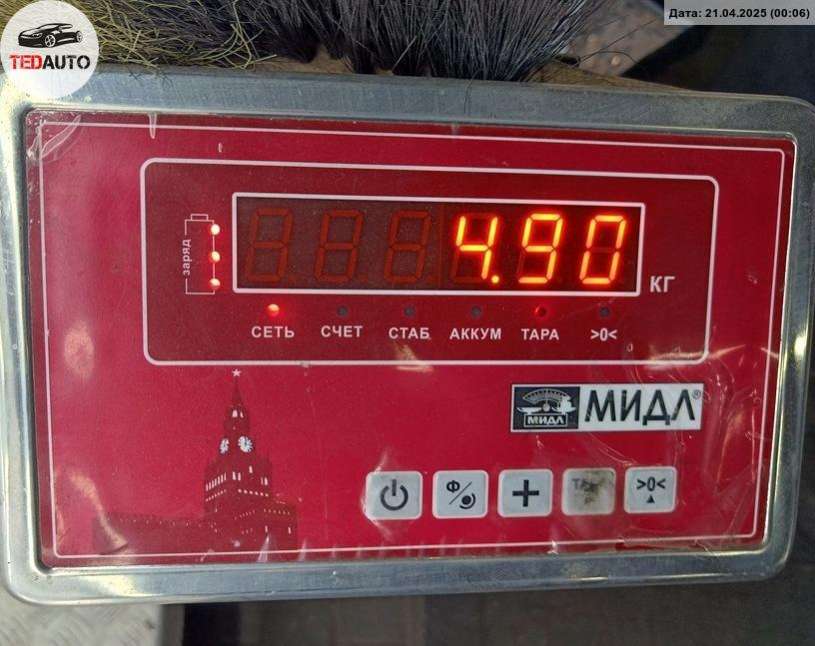 Дата: 21.04.2025 (00:06)
TEDAUTO
заряд
4.90
кг
СЕТЬ СЧЕТ СТАБ АККУМ ТАРА >0<
МИДЛ МИДЛ®
Ф + >0<